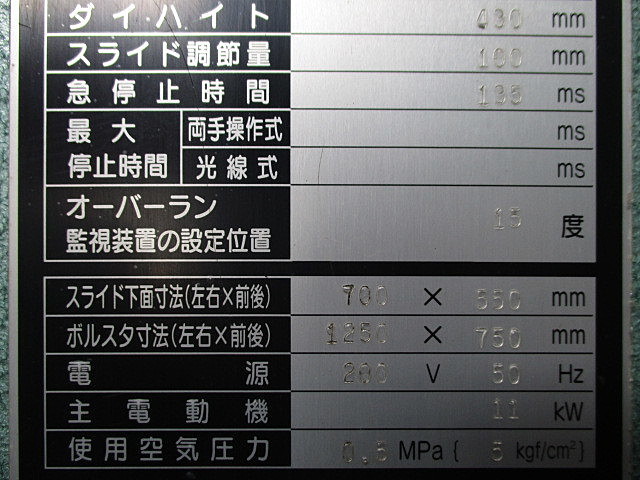 ダイハイト 430 mm
スライド調節量 100 mm
急停止時間 135 ms
最大停止時間 両手操作式 ms
光線式 ms
オーバーラン
監視装置の設定位置 15 度
スライド下面寸法(左右×前後) 700 × 550 mm
ボルスタ寸法(左右×前後) 1250 × 750 mm
電源 200 V 50 Hz
主電動機 11 kW
使用空気圧力 0.5 MPa { 5 kgf/cm²}